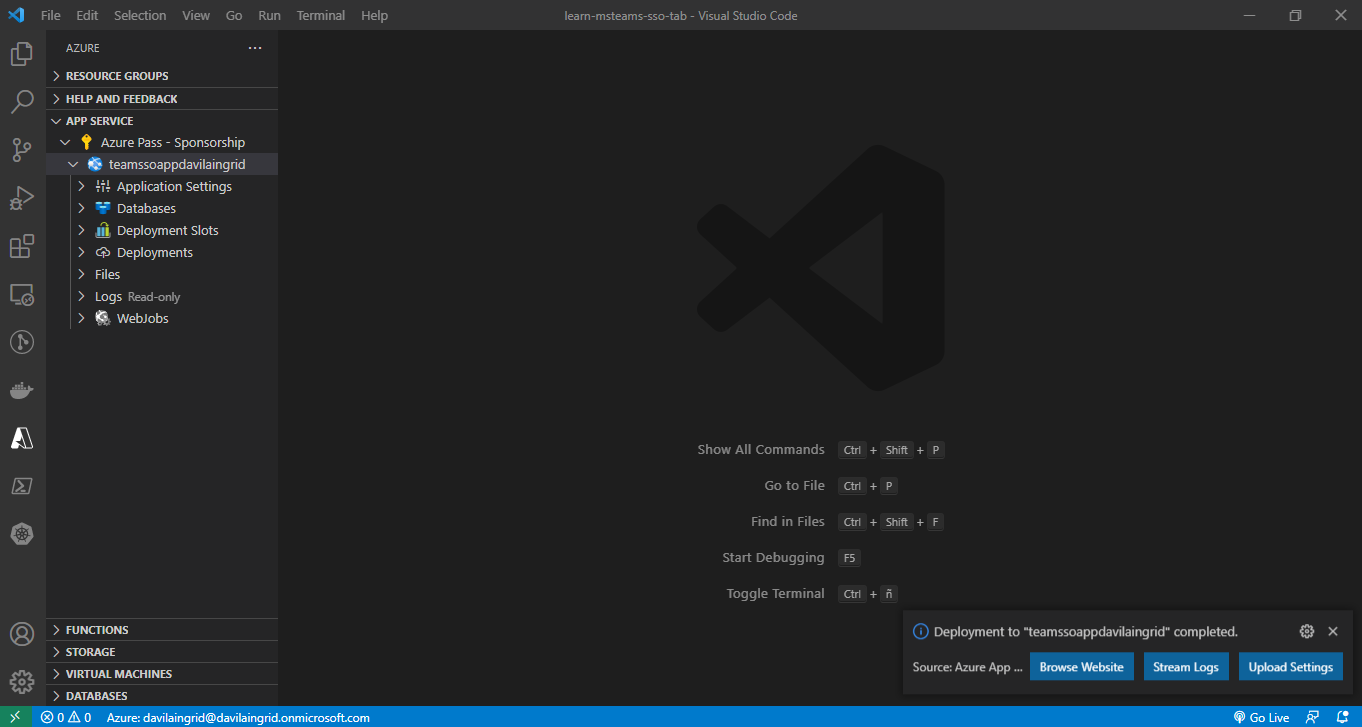 File Edit Selection View Go Run Terminal Help learn-msteams-sso-tab - Visual Studio Code
AZURE
RESOURCE GROUPS
HELP AND FEEDBACK
APP SERVICE
Azure Pass - Sponsorship
teamssoappdavilaingrid
Application Settings
Databases
Deployment Slots
Deployments
Files
Logs Read-only
WebJobs
Show All Commands Ctrl + Shift + P
Go to File Ctrl + P
Find in Files Ctrl + Shift + F
Start Debugging F5
Toggle Terminal Ctrl + ñ
FUNCTIONS
STORAGE
VIRTUAL MACHINES
DATABASES
Deployment to "teamssoappdavilaingrid" completed.
Source: Azure App ... Browse Website Stream Logs Upload Settings
0 0 Azure: davilaingrid@davilaingrid.onmicrosoft.com Go Live